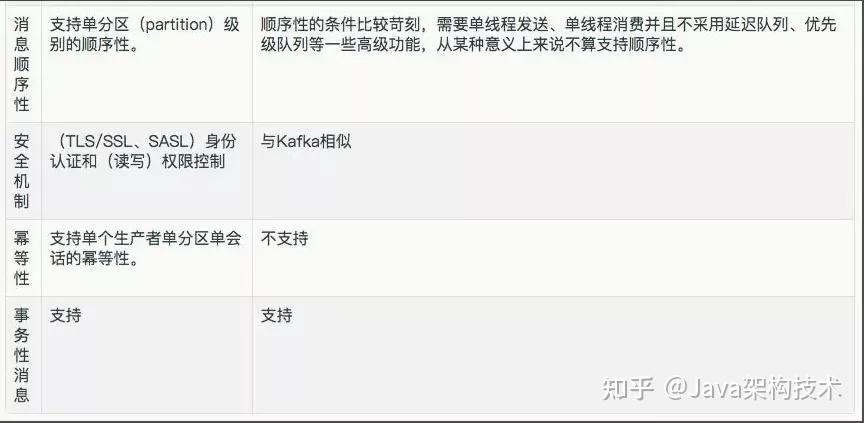 消息顺序性
支持单分区（partition）级
别的顺序性。
顺序性的条件比较苛刻，需要单线程发送、单线程消费并且不采用延迟队列、优先
级队列等一些高级功能，从某种意义上来说不算支持顺序性。
安全机制
（TLS/SSL、SASL）身份
认证和（读写）权限控制
与Kafka相似
幂等性
支持单个生产者单分区单会
话的幂等性。
不支持
事务性消息
支持
支持
知乎 @Java架构技术